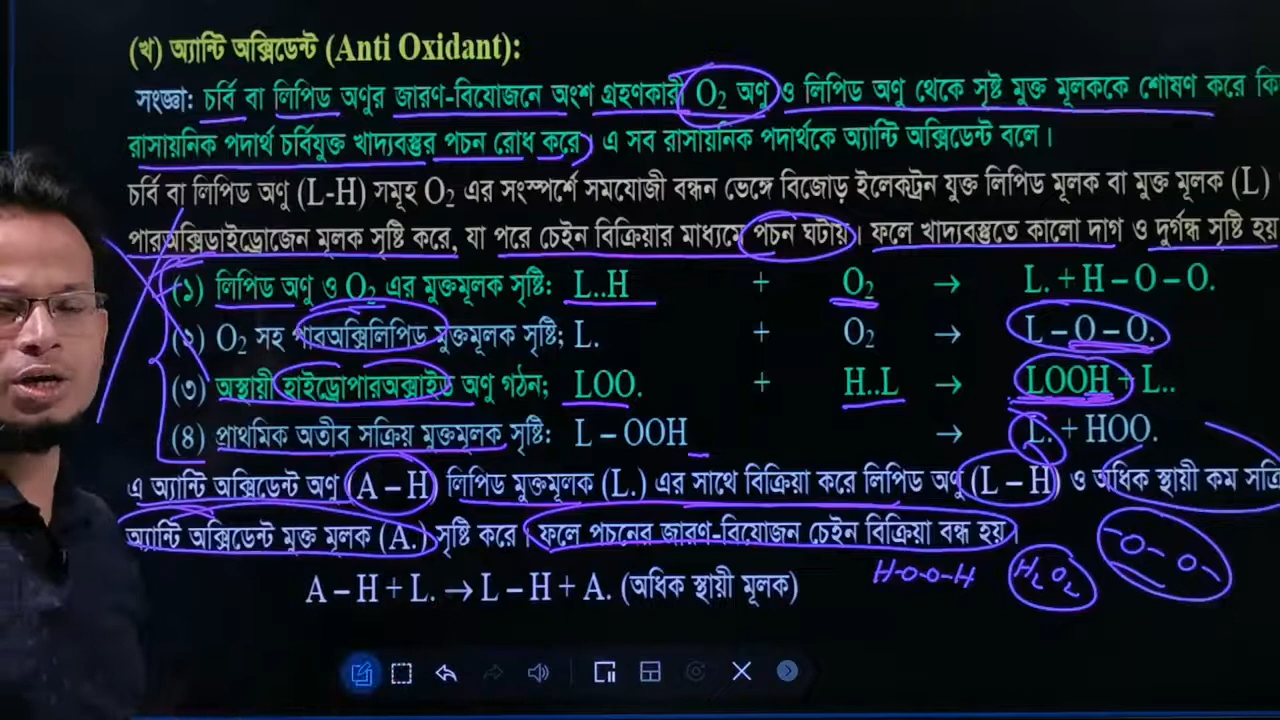 (খ) অ্যান্টি অক্সিডেন্ট (Anti Oxidant):
সংজ্ঞা: চর্বি বা লিপিড অণুর জারণ-বিযোজনে অংশ গ্রহণকারী O₂ অণু ও লিপিড অণু থেকে সৃষ্ট মুক্ত মূলককে শোষণ করে কি
রাসায়নিক পদার্থ চর্বিযুক্ত খাদ্যবস্তুর পচন রোধ করে। এ সব রাসায়নিক পদার্থকে অ্যান্টি অক্সিডেন্ট বলে।
চর্বি বা লিপিড অণু (L-H) সমূহ O₂ এর সংস্পর্শে সমযোজী বন্ধন ভেঙ্গে বিজোড় ইলেকট্রন যুক্ত লিপিড মূলক বা মুক্ত মূলক (L)
পারঅক্সিডাইড্রোজেন মূলক সৃষ্টি করে, যা পরে চেইন বিক্রিয়ার মাধ্যমে পচন ঘটায়। ফলে খাদ্যবস্তুতে কালো দাগ ও দুর্গন্ধ সৃষ্টি হয়
(১) লিপিড অণু ও O₂ এর মুক্তমূলক সৃষ্টি: L..H + O₂ → L. + H – O – O.
(২) O₂ সহ পারঅক্সিলিপিড মুক্তমূলক সৃষ্টি; L. + O₂ → L – O – O.
(৩) অস্থায়ী হাইড্রোপারঅক্সাইড অণু গঠন; LOO. + H..L → LOOH + L..
(৪) প্রাথমিক অতীব সক্রিয় মুক্তমূলক সৃষ্টি: L – OOH → L. + HOO.
এ অ্যান্টি অক্সিডেন্ট অণু (A – H) লিপিড মুক্তমূলক (L.) এর সাথে বিক্রিয়া করে লিপিড অণু (L – H) ও অধিক স্থায়ী কম সক্রি
অ্যান্টি অক্সিডেন্ট মুক্ত মূলক (A.) সৃষ্টি করে। ফলে পচনের জারণ-বিযোজন চেইন বিক্রিয়া বন্ধ হয়।
-O-O-
H-O-O-H H₂O₂
A – H + L. → L – H + A. (অধিক স্থায়ী মূলক)